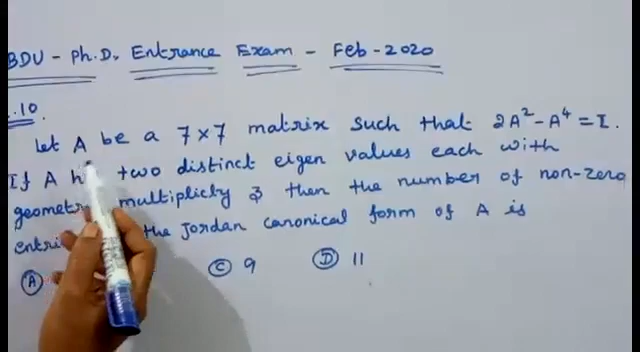 BDU - Ph.D. Entrance Exam - Feb-2020
.10
Let A be a 7×7 matrix such that 2A² - A⁴ = I.
If A two distinct eigen values each with
multiplicity 3 then the number of non-zero
the Jordan canonical form of A is
Ⓐ Ⓒ 9 Ⓓ 11